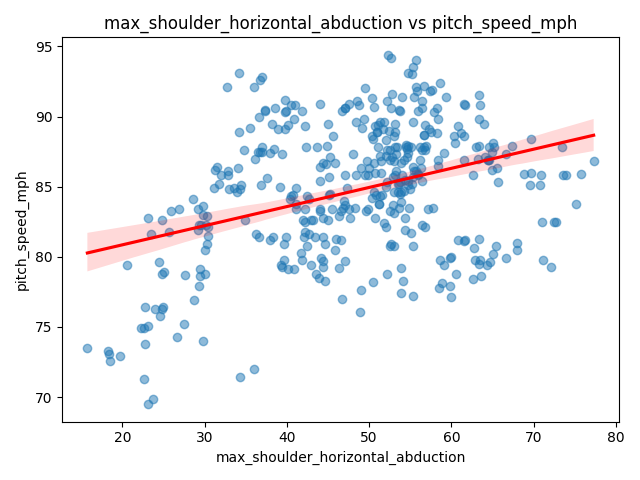 max_shoulder_horizontal_abduction vs pitch_speed_mph
95
90
85
80
75
70
pitch_speed_mph
20 30 40 50 60 70 80
max_shoulder_horizontal_abduction